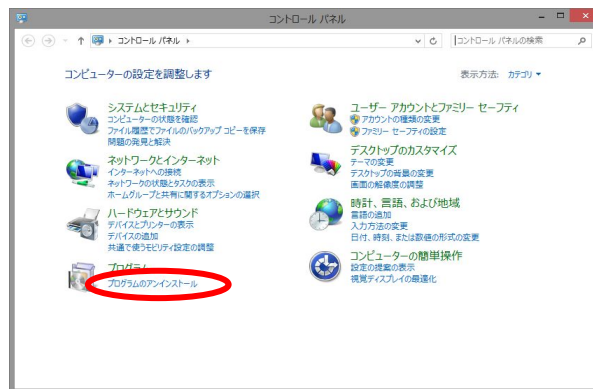 コントロール パネル
コントロール パネル
コントロール パネルの検索
コンピューターの設定を調整します
表示方法: カテゴリ
システムとセキュリティ
コンピューターの状態を確認
ファイル履歴でファイルのバックアップ コピーを保存
問題の発見と解決
ネットワークとインターネット
インターネットへの接続
ネットワークの状態とタスクの表示
ホームグループと共有に関するオプションの選択
ハードウェアとサウンド
デバイスとプリンターの表示
デバイスの追加
共通で使うモビリティ設定の調整
プログラム
プログラムのアンインストール
ユーザー アカウントとファミリー セーフティ
アカウントの種類の変更
ファミリー セーフティの設定
デスクトップのカスタマイズ
テーマの変更
デスクトップの背景の変更
画面の解像度の調整
時計、言語、および地域
言語の追加
入力方法の変更
日付、時刻、または数値の形式の変更
コンピューターの簡単操作
設定の提案の表示
視覚ディスプレイの最適化